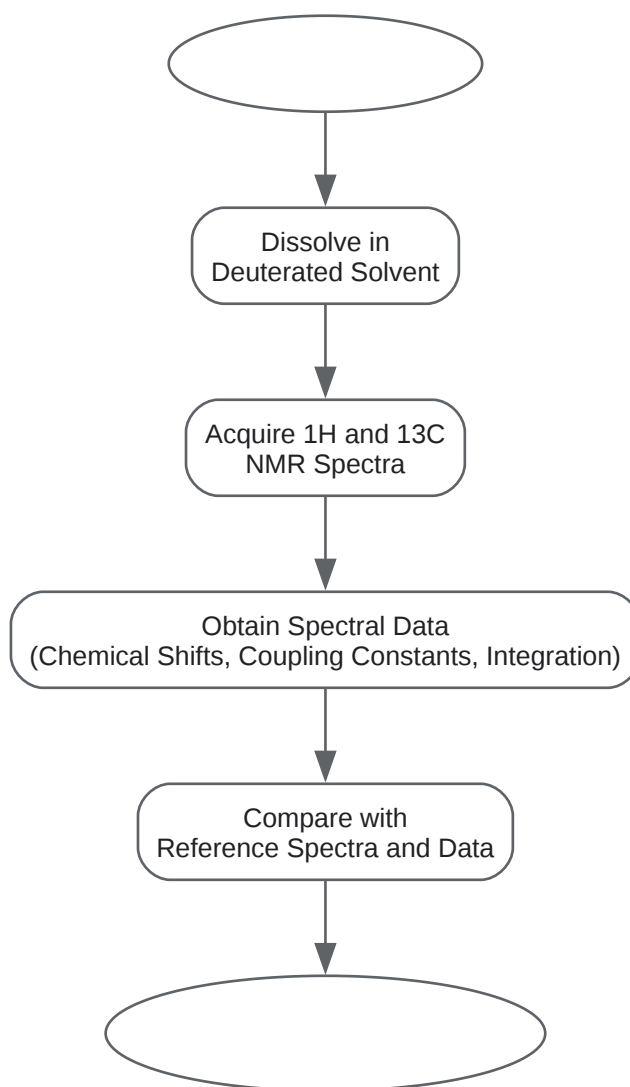 Dissolve in
Deuterated Solvent
Acquire 1H and 13C
NMR Spectra
Obtain Spectral Data
(Chemical Shifts, Coupling Constants, Integration)
Compare with
Reference Spectra and Data